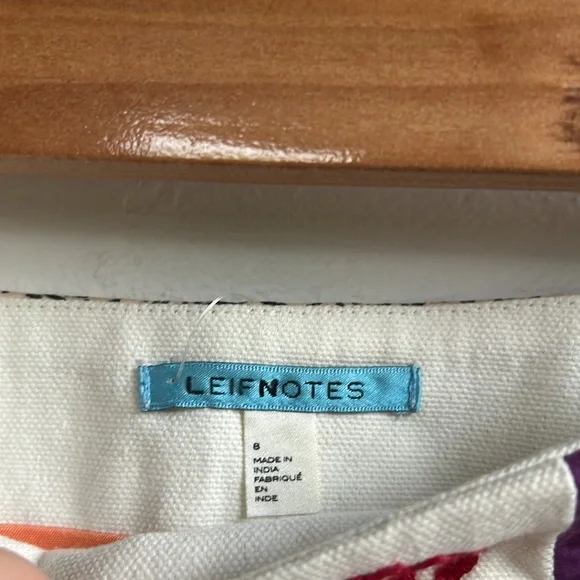 LEIFNOTES
8
MADE IN
INDIA
FABRIQUÉ
EN
INDE